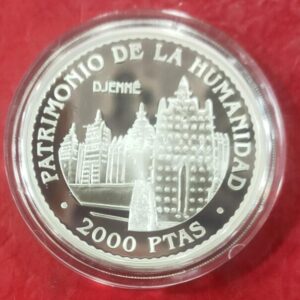 PATRIMONIO DE LA HUMANIDAD
DJENNÉ
· 2000 PTAS ·